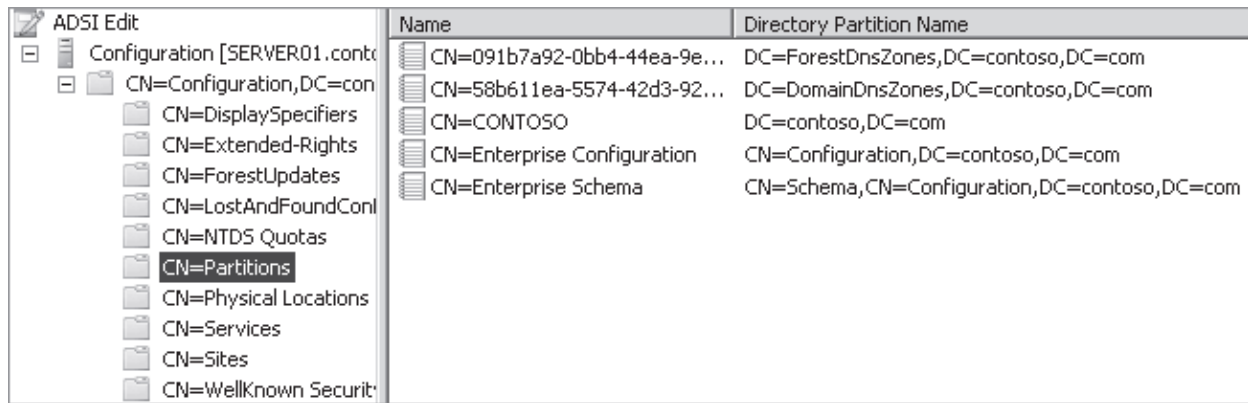 ADSI Edit
Configuration [SERVER01.cont
CN=Configuration,DC=con
CN=DisplaySpecifiers
CN=Extended-Rights
CN=ForestUpdates
CN=LostAndFoundConf
CN=NTDS Quotas
CN=Partitions
CN=Physical Locations
CN=Services
CN=Sites
CN=WellKnown Security
Name Directory Partition Name
CN=091b7a92-0bb4-44ea-9e... DC=ForestDnsZones,DC=contoso,DC=com
CN=58b611ea-5574-42d3-92... DC=DomainDnsZones,DC=contoso,DC=com
CN=CONTOSO DC=contoso,DC=com
CN=Enterprise Configuration CN=Configuration,DC=contoso,DC=com
CN=Enterprise Schema CN=Schema,CN=Configuration,DC=contoso,DC=com